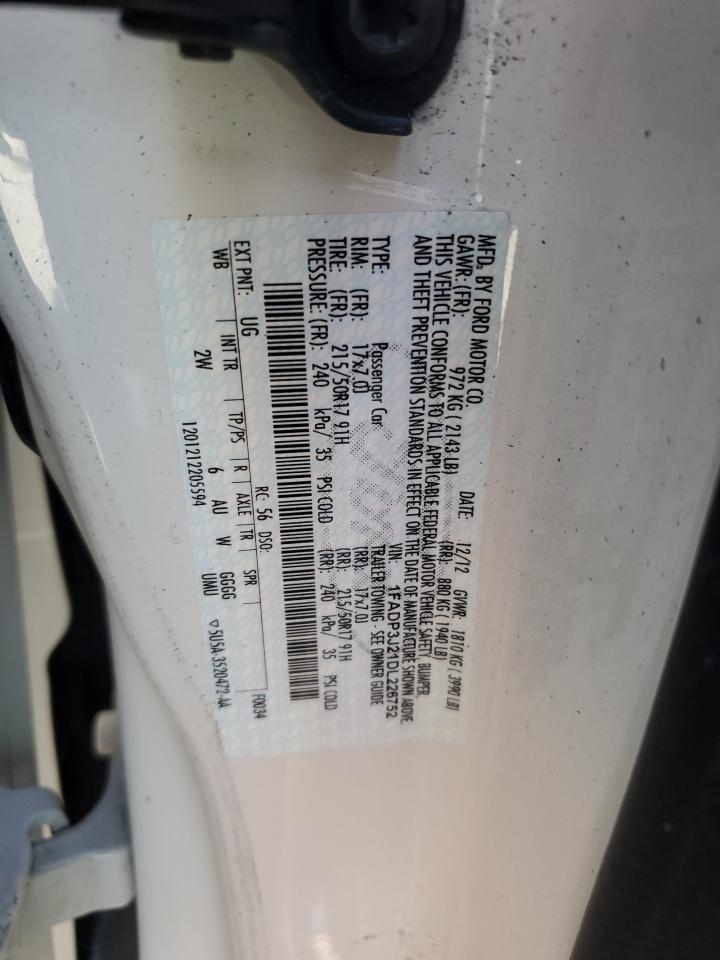 MFD. BY FORD MOTOR CO.
DATE: 12/12 GVWR: 1810 KG ( 3990 LB)
GAWR: (FR): 972 KG ( 2143 LB) (RR): 880 KG ( 1940 LB)
THIS VEHICLE CONFORMS TO ALL APPLICABLE FEDERAL MOTOR VEHICLE SAFETY, BUMPER,
AND THEFT PREVENTION STANDARDS IN EFFECT ON THE DATE OF MANUFACTURE SHOWN ABOVE.
VIN: 1FADP3J21DL226752
TYPE: Passenger Car TRAILER TOWING - SEE OWNER GUIDE
RIM: (FR): 17x7.0J (RR): 17x7.0J
TIRE: (FR): 215/50R17 91H (RR): 215/50R17 91H
PRESSURE: (FR): 240 kPa/ 35 PSI COLD (RR): 240 kPa/ 35 PSI COLD
RC: 56 DSO: F0034
EXT PNT: UG
INT TR TP/PS R AXLE TR SPR
WB 2W 6 AU W GGGG
UMU
1201212205594 ▽5U5A-3520472-AA